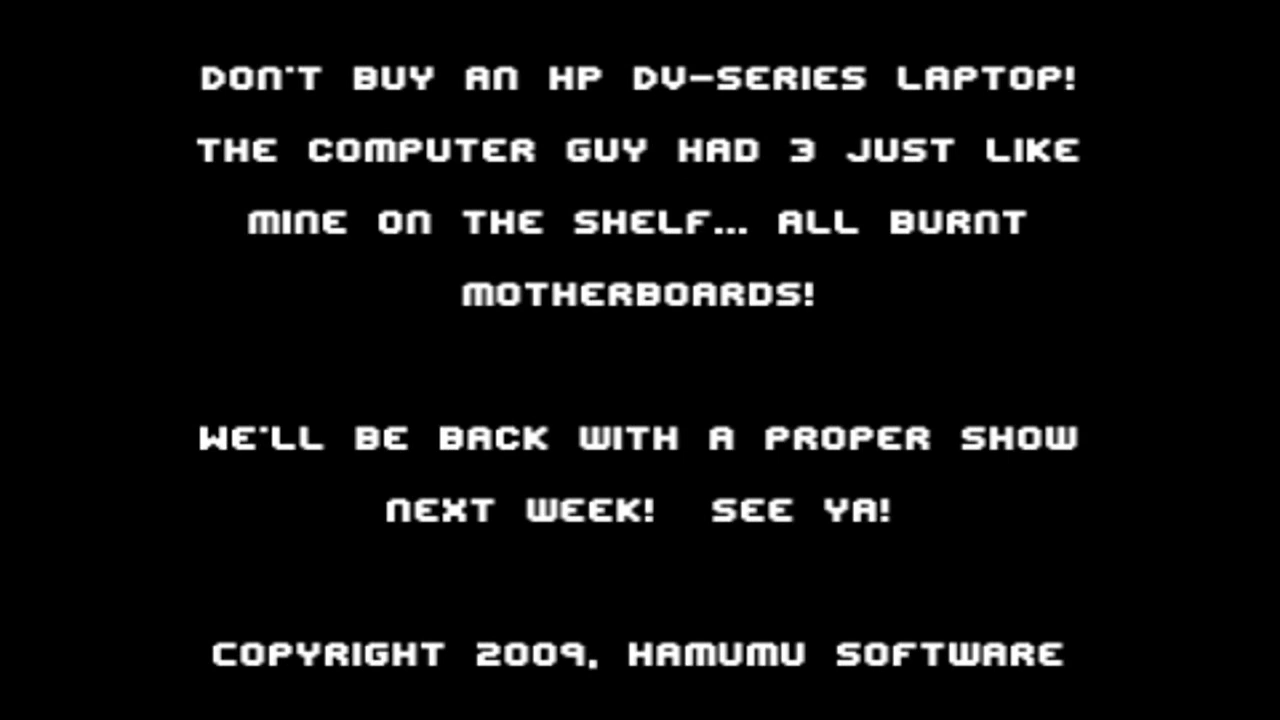 DON'T BUY AN HP DV-SERIES LAPTOP!
THE COMPUTER GUY HAD 3 JUST LIKE
MINE ON THE SHELF... ALL BURNT
MOTHERBOARDS!
WE'LL BE BACK WITH A PROPER SHOW
NEXT WEEK!  SEE YA!
COPYRIGHT 2009, HAMUMU SOFTWARE